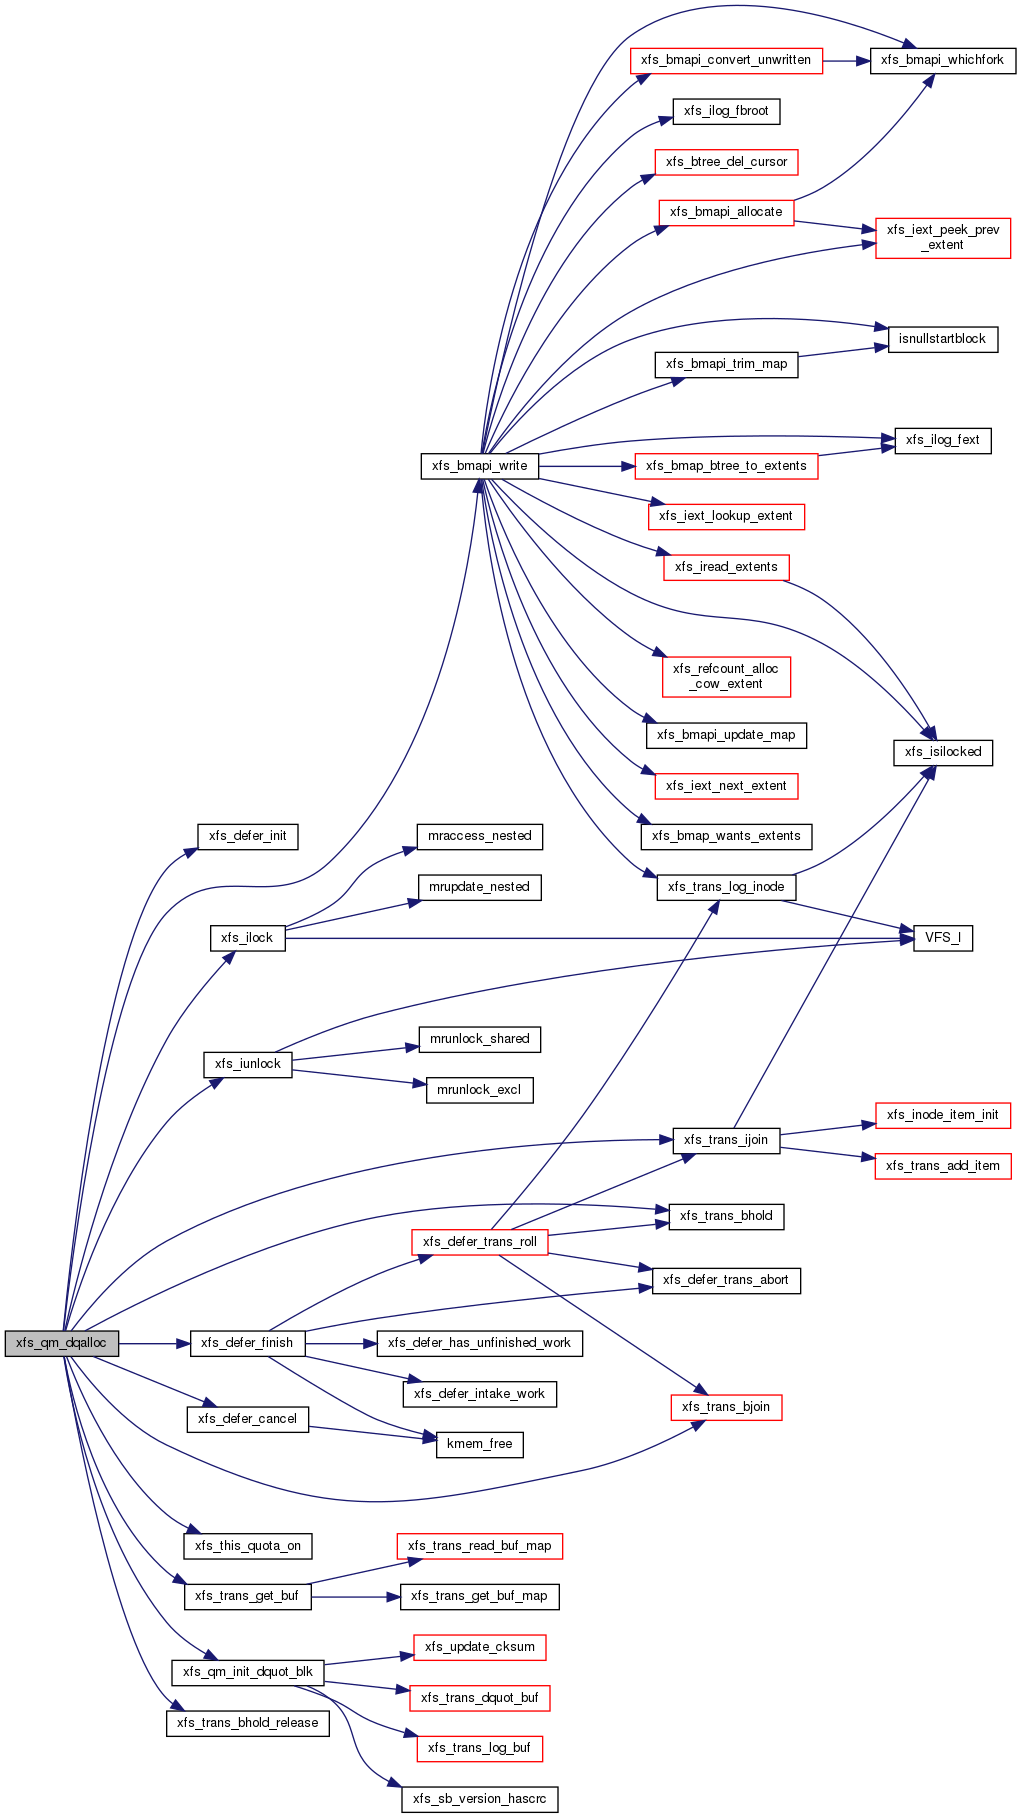 xfs_bmapi_convert_unwritten
xfs_bmapi_whichfork
xfs_ilog_fbroot
xfs_btree_del_cursor
xfs_bmapi_allocate
xfs_iext_peek_prev
_extent
isnullstartblock
xfs_bmapi_trim_map
xfs_ilog_fext
xfs_bmapi_write
xfs_bmap_btree_to_extents
xfs_iext_lookup_extent
xfs_iread_extents
xfs_refcount_alloc
_cow_extent
xfs_bmapi_update_map
xfs_isilocked
xfs_iext_next_extent
xfs_defer_init
mraccess_nested
xfs_bmap_wants_extents
mrupdate_nested
xfs_trans_log_inode
xfs_ilock
VFS_I
mrunlock_shared
xfs_iunlock
mrunlock_excl
xfs_inode_item_init
xfs_trans_ijoin
xfs_trans_add_item
xfs_trans_bhold
xfs_defer_trans_roll
xfs_defer_trans_abort
xfs_qm_dqalloc
xfs_defer_finish
xfs_defer_has_unfinished_work
xfs_defer_intake_work
xfs_trans_bjoin
xfs_defer_cancel
kmem_free
xfs_this_quota_on
xfs_trans_read_buf_map
xfs_trans_get_buf
xfs_trans_get_buf_map
xfs_update_cksum
xfs_qm_init_dquot_blk
xfs_trans_dquot_buf
xfs_trans_bhold_release
xfs_trans_log_buf
xfs_sb_version_hascrc